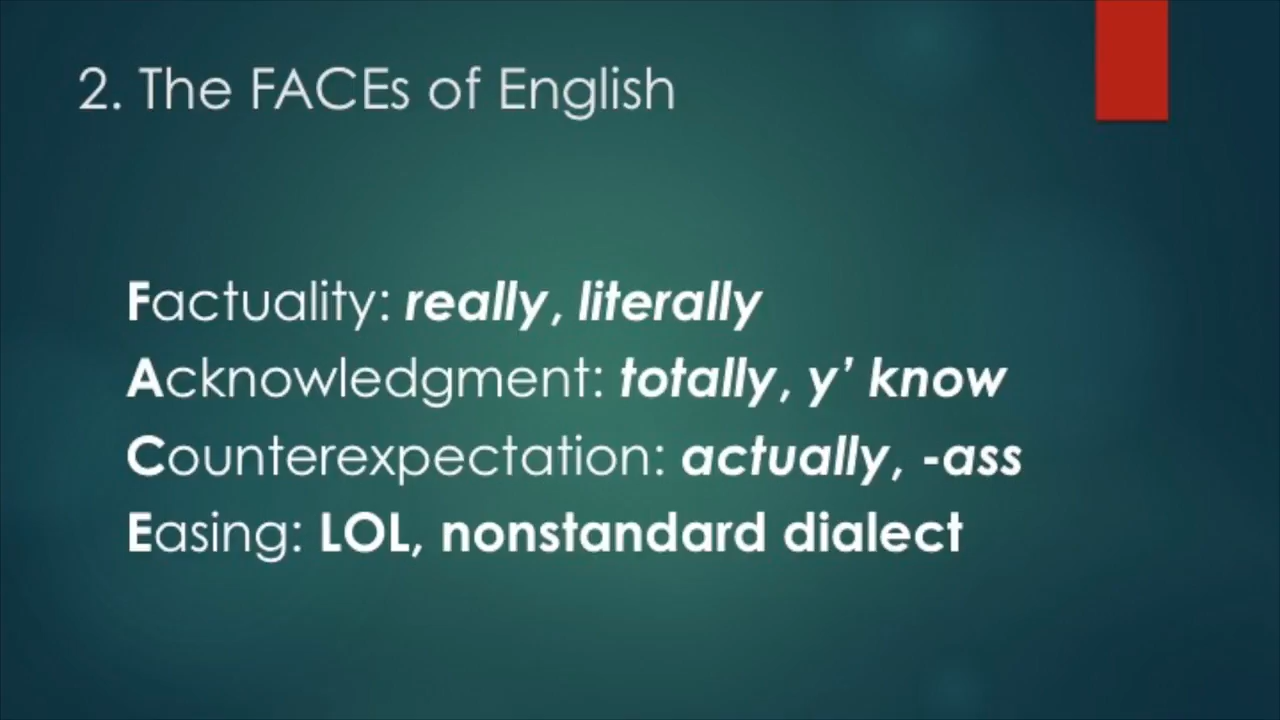 2. The FACEs of English
Factuality: really, literally
Acknowledgment: totally, y’ know
Counterexpectation: actually, -ass
Easing: LOL, nonstandard dialect